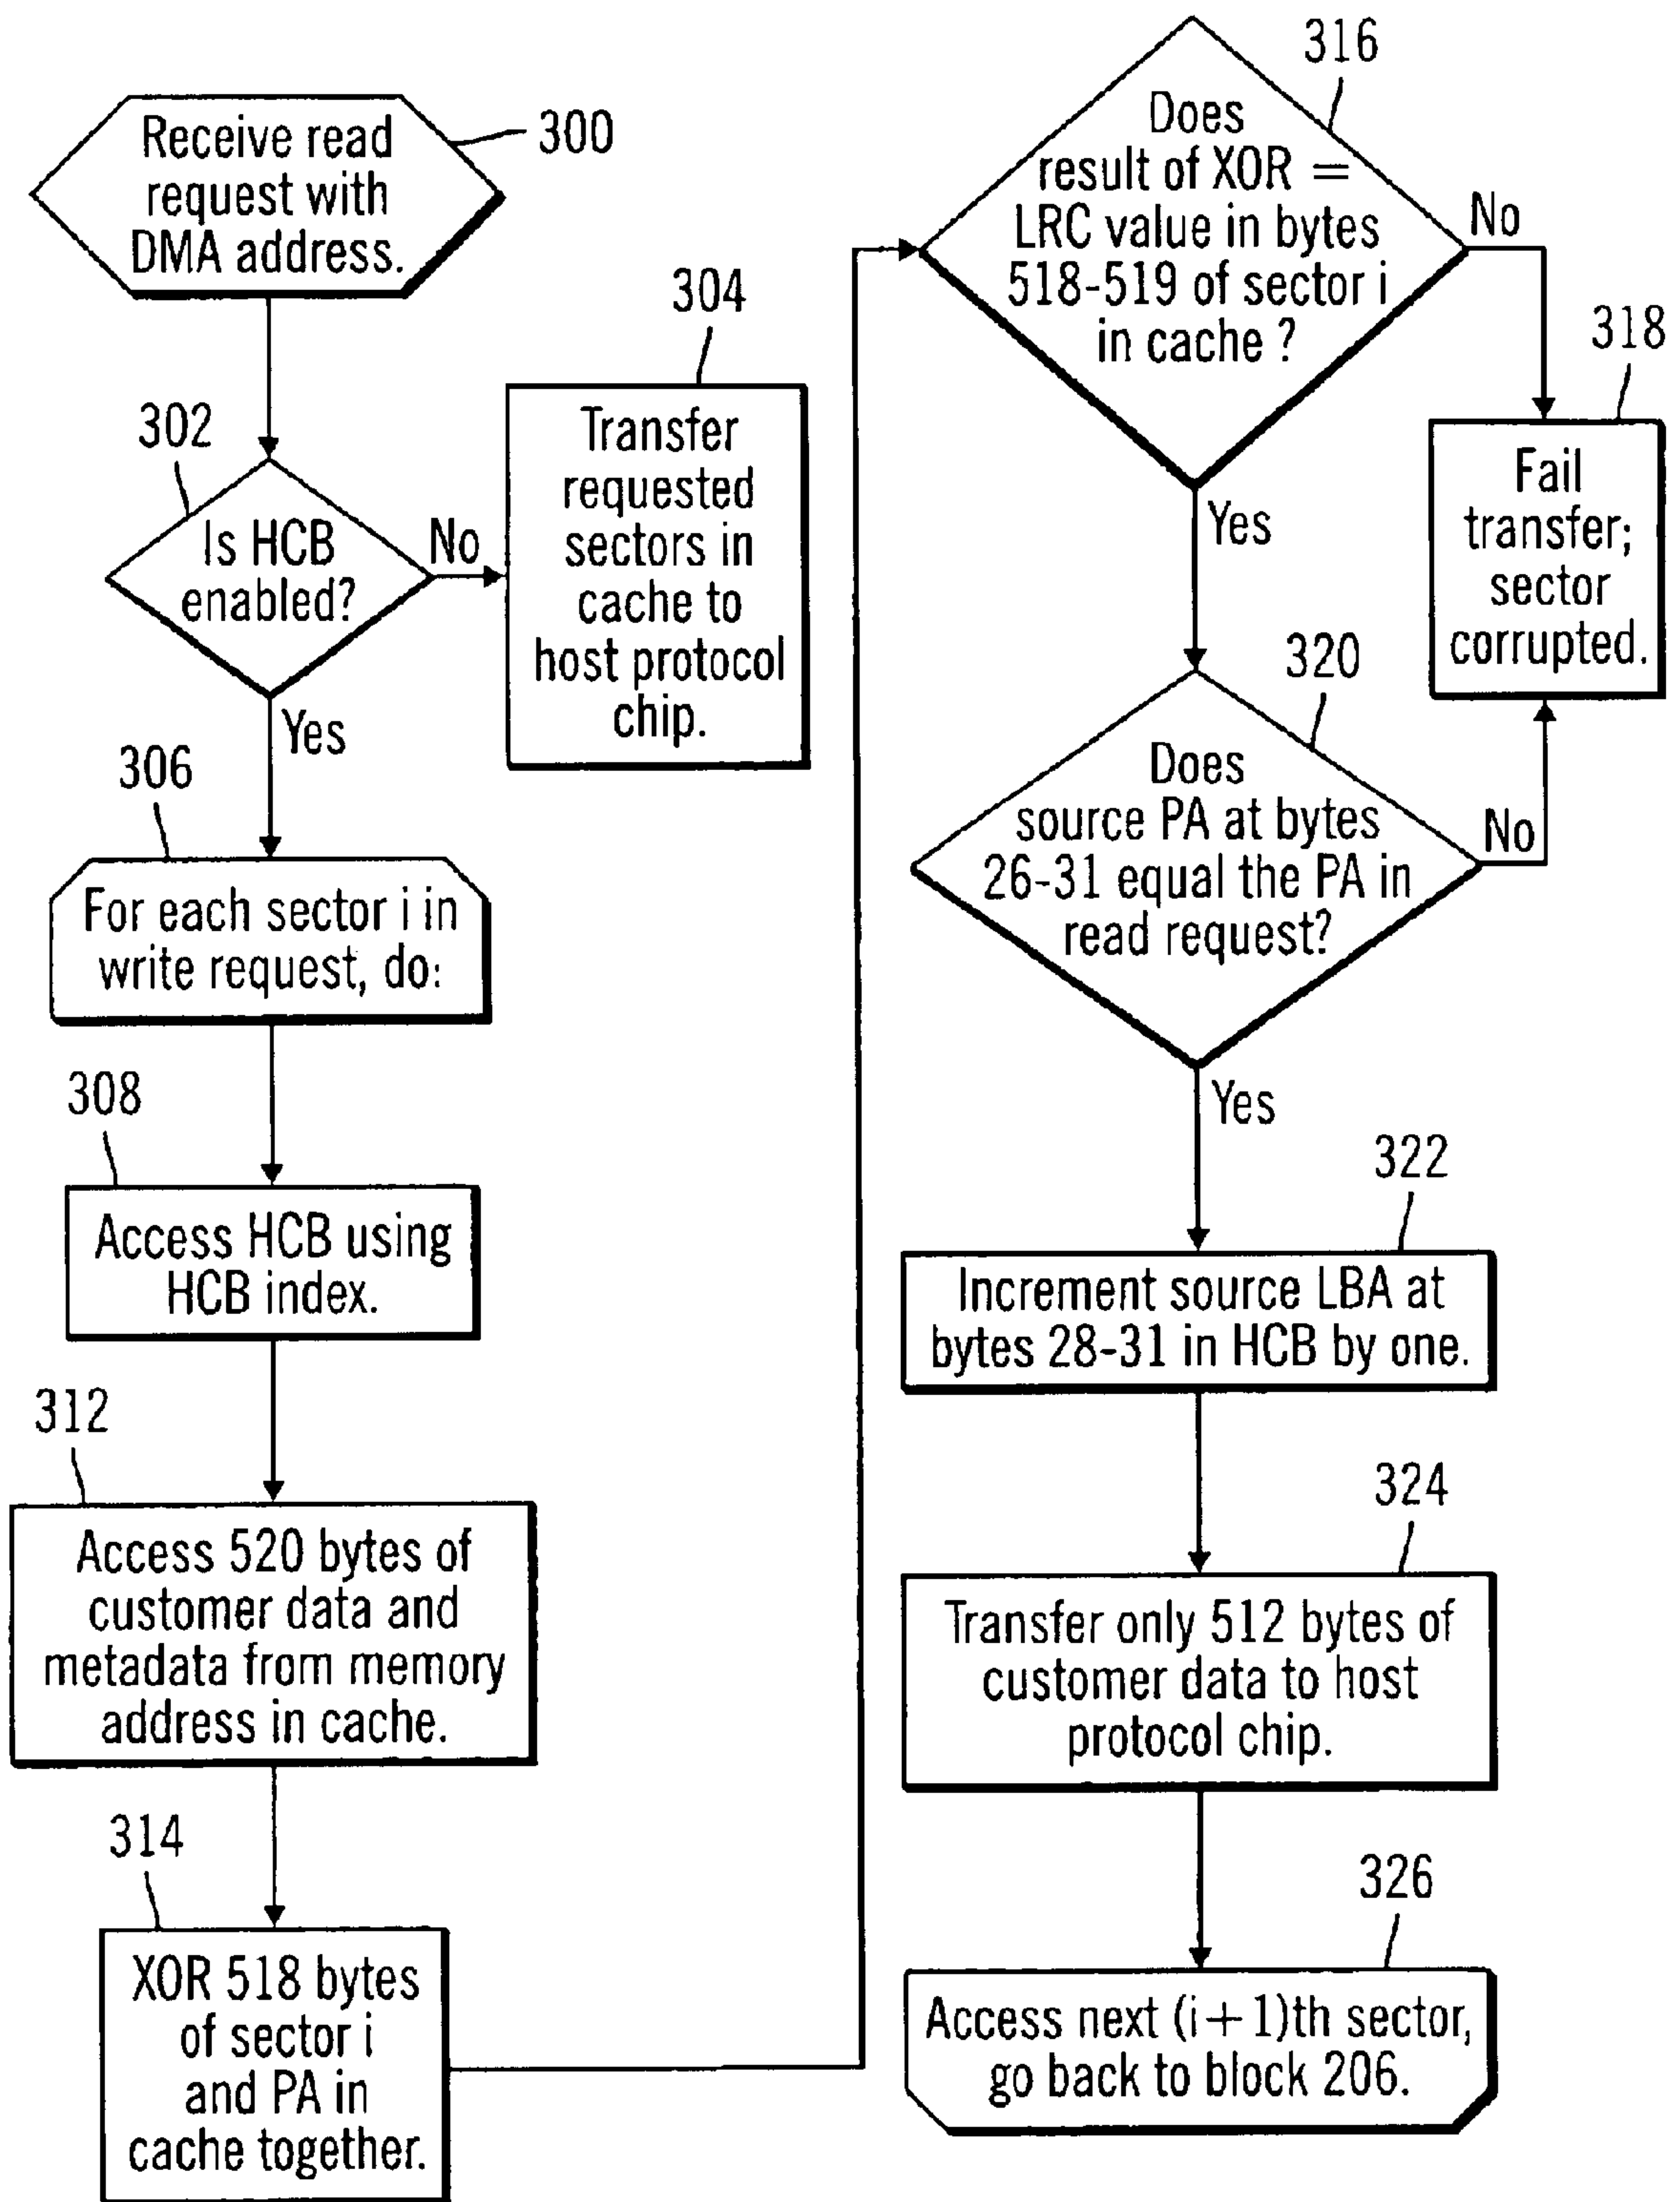 300
Receive read
request with
DMA address.
302
Is HCB
enabled?
No
Yes
304
Transfer
requested
sectors in
cache to
host protocol
chip.
306
For each sector i in
write request, do:
308
Access HCB using
HCB index.
312
Access 520 bytes of
customer data and
metadata from memory
address in cache.
314
XOR 518 bytes
of sector i
and PA in
cache together.
316
Does
result of XOR =
LRC value in bytes
518-519 of sector i
in cache ?
No
Yes
318
Fail
transfer;
sector
corrupted.
320
Does
source PA at bytes
26-31 equal the PA in
read request?
No
Yes
322
Increment source LBA at
bytes 28-31 in HCB by one.
324
Transfer only 512 bytes of
customer data to host
protocol chip.
326
Access next (i+1)th sector,
go back to block 206.